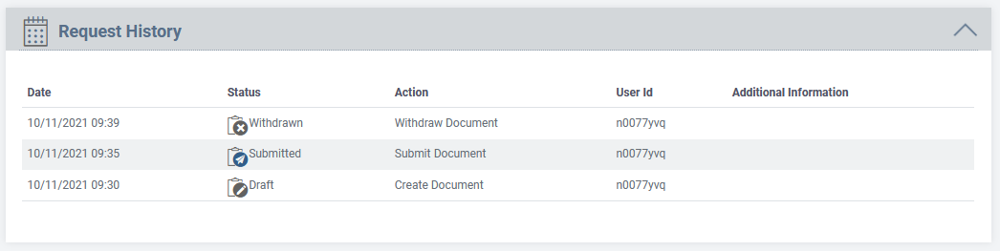 Request History
Date Status Action User Id Additional Information
10/11/2021 09:39 Withdrawn Withdraw Document n0077yvq
10/11/2021 09:35 Submitted Submit Document n0077yvq
10/11/2021 09:30 Draft Create Document n0077yvq